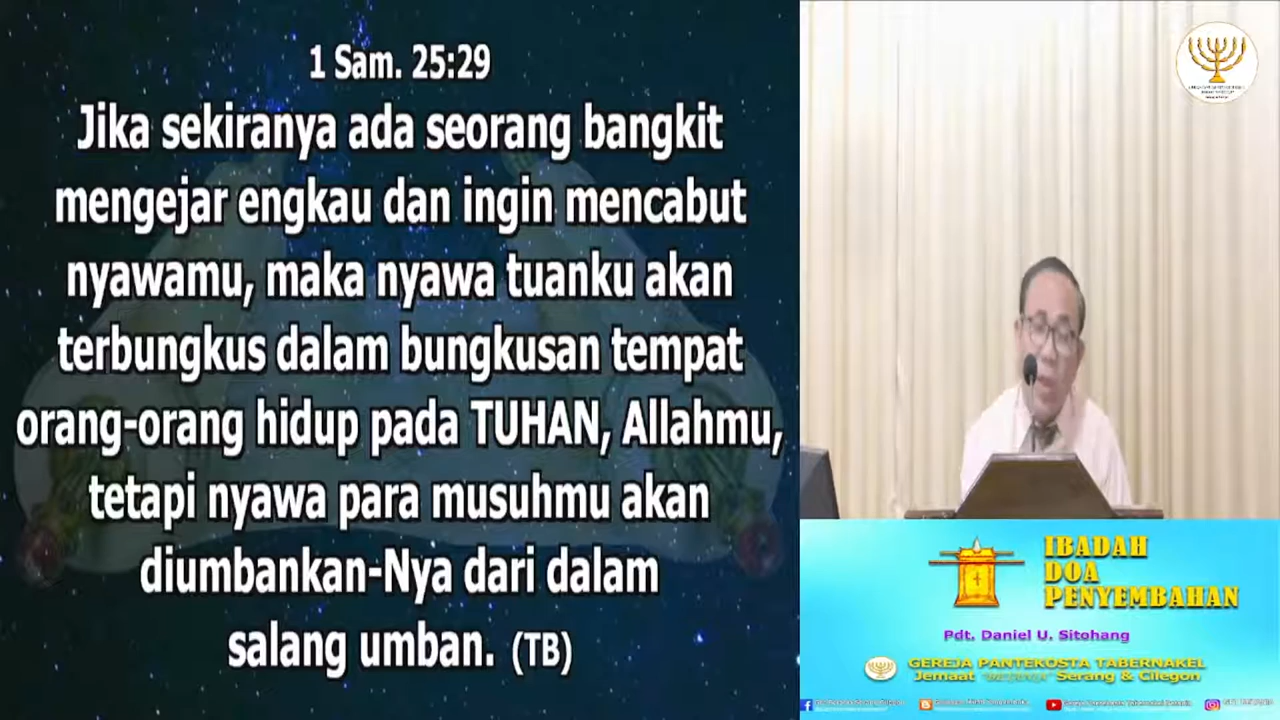 1 Sam. 25:29
Jika sekiranya ada seorang bangkit
mengejar engkau dan ingin mencabut
nyawamu, maka nyawa tuanku akan
terbungkus dalam bungkusan tempat
orang-orang hidup pada TUHAN, Allahmu,
tetapi nyawa para musuhmu akan
diumbankan-Nya dari dalam
salang umban. (TB)
IBADAH
DOA
PENYEMBAHAN
Pdt. Daniel U. Sitohang
GEREJA PANTEKOSTA TABERNAKEL
Jemaat Serang & Cilegon